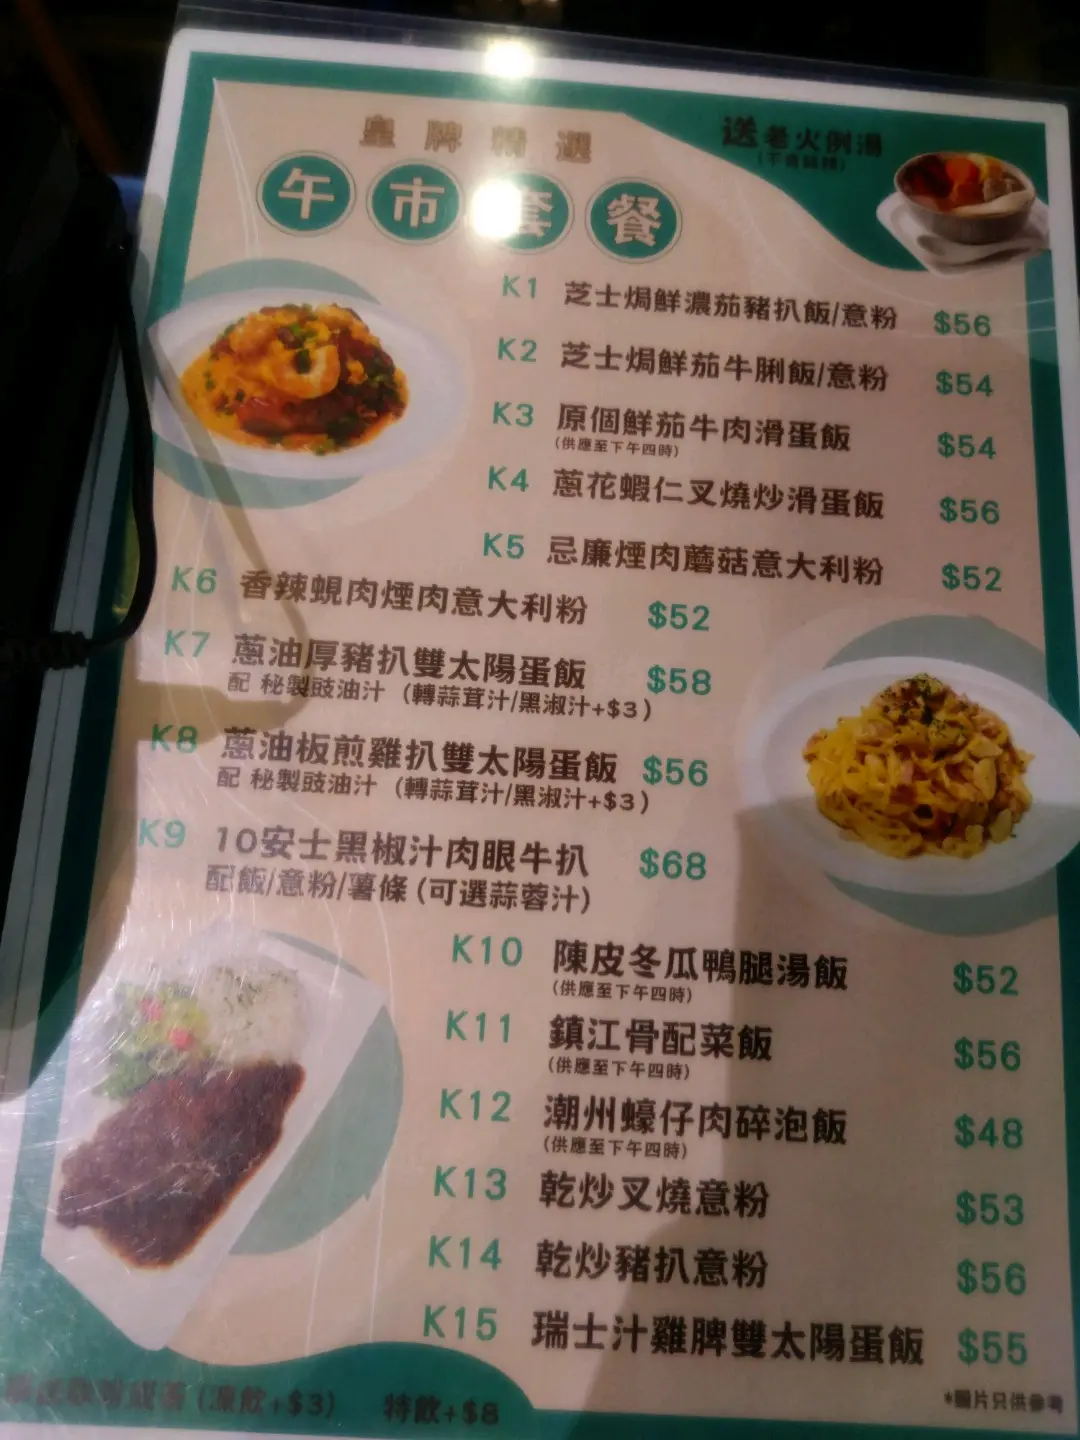 皇牌精選
午市套餐
送老火例湯
K1 芝士焗鮮濃茄豬扒飯/意粉 $56
K2 芝士焗鮮茄牛脷飯/意粉 $54
K3 原個鮮茄牛肉滑蛋飯 $54
(供應至下午四時)
K4 蔥花蝦仁叉燒炒滑蛋飯 $56
K5 忌廉煙肉蘑菇意大利粉 $52
K6 香辣蜆肉煙肉意大利粉 $52
K7 蔥油厚豬扒雙太陽蛋飯 $58
配 秘製豉油汁 (轉蒜茸汁/黑淑汁+$3)
K8 蔥油板煎雞扒雙太陽蛋飯 $56
配 秘製豉油汁 (轉蒜茸汁/黑淑汁+$3)
K9 10安士黑椒汁肉眼牛扒 $68
配飯/意粉/薯條 (可選蒜蓉汁)
K10 陳皮冬瓜鴨腿湯飯 $52
(供應至下午四時)
K11 鎮江骨配菜飯 $56
(供應至下午四時)
K12 潮州蠔仔肉碎泡飯 $48
(供應至下午四時)
K13 乾炒叉燒意粉 $53
K14 乾炒豬扒意粉 $56
K15 瑞士汁雞脾雙太陽蛋飯 $55
(凍飲+$3) 特飲+$8
*圖片只供參考